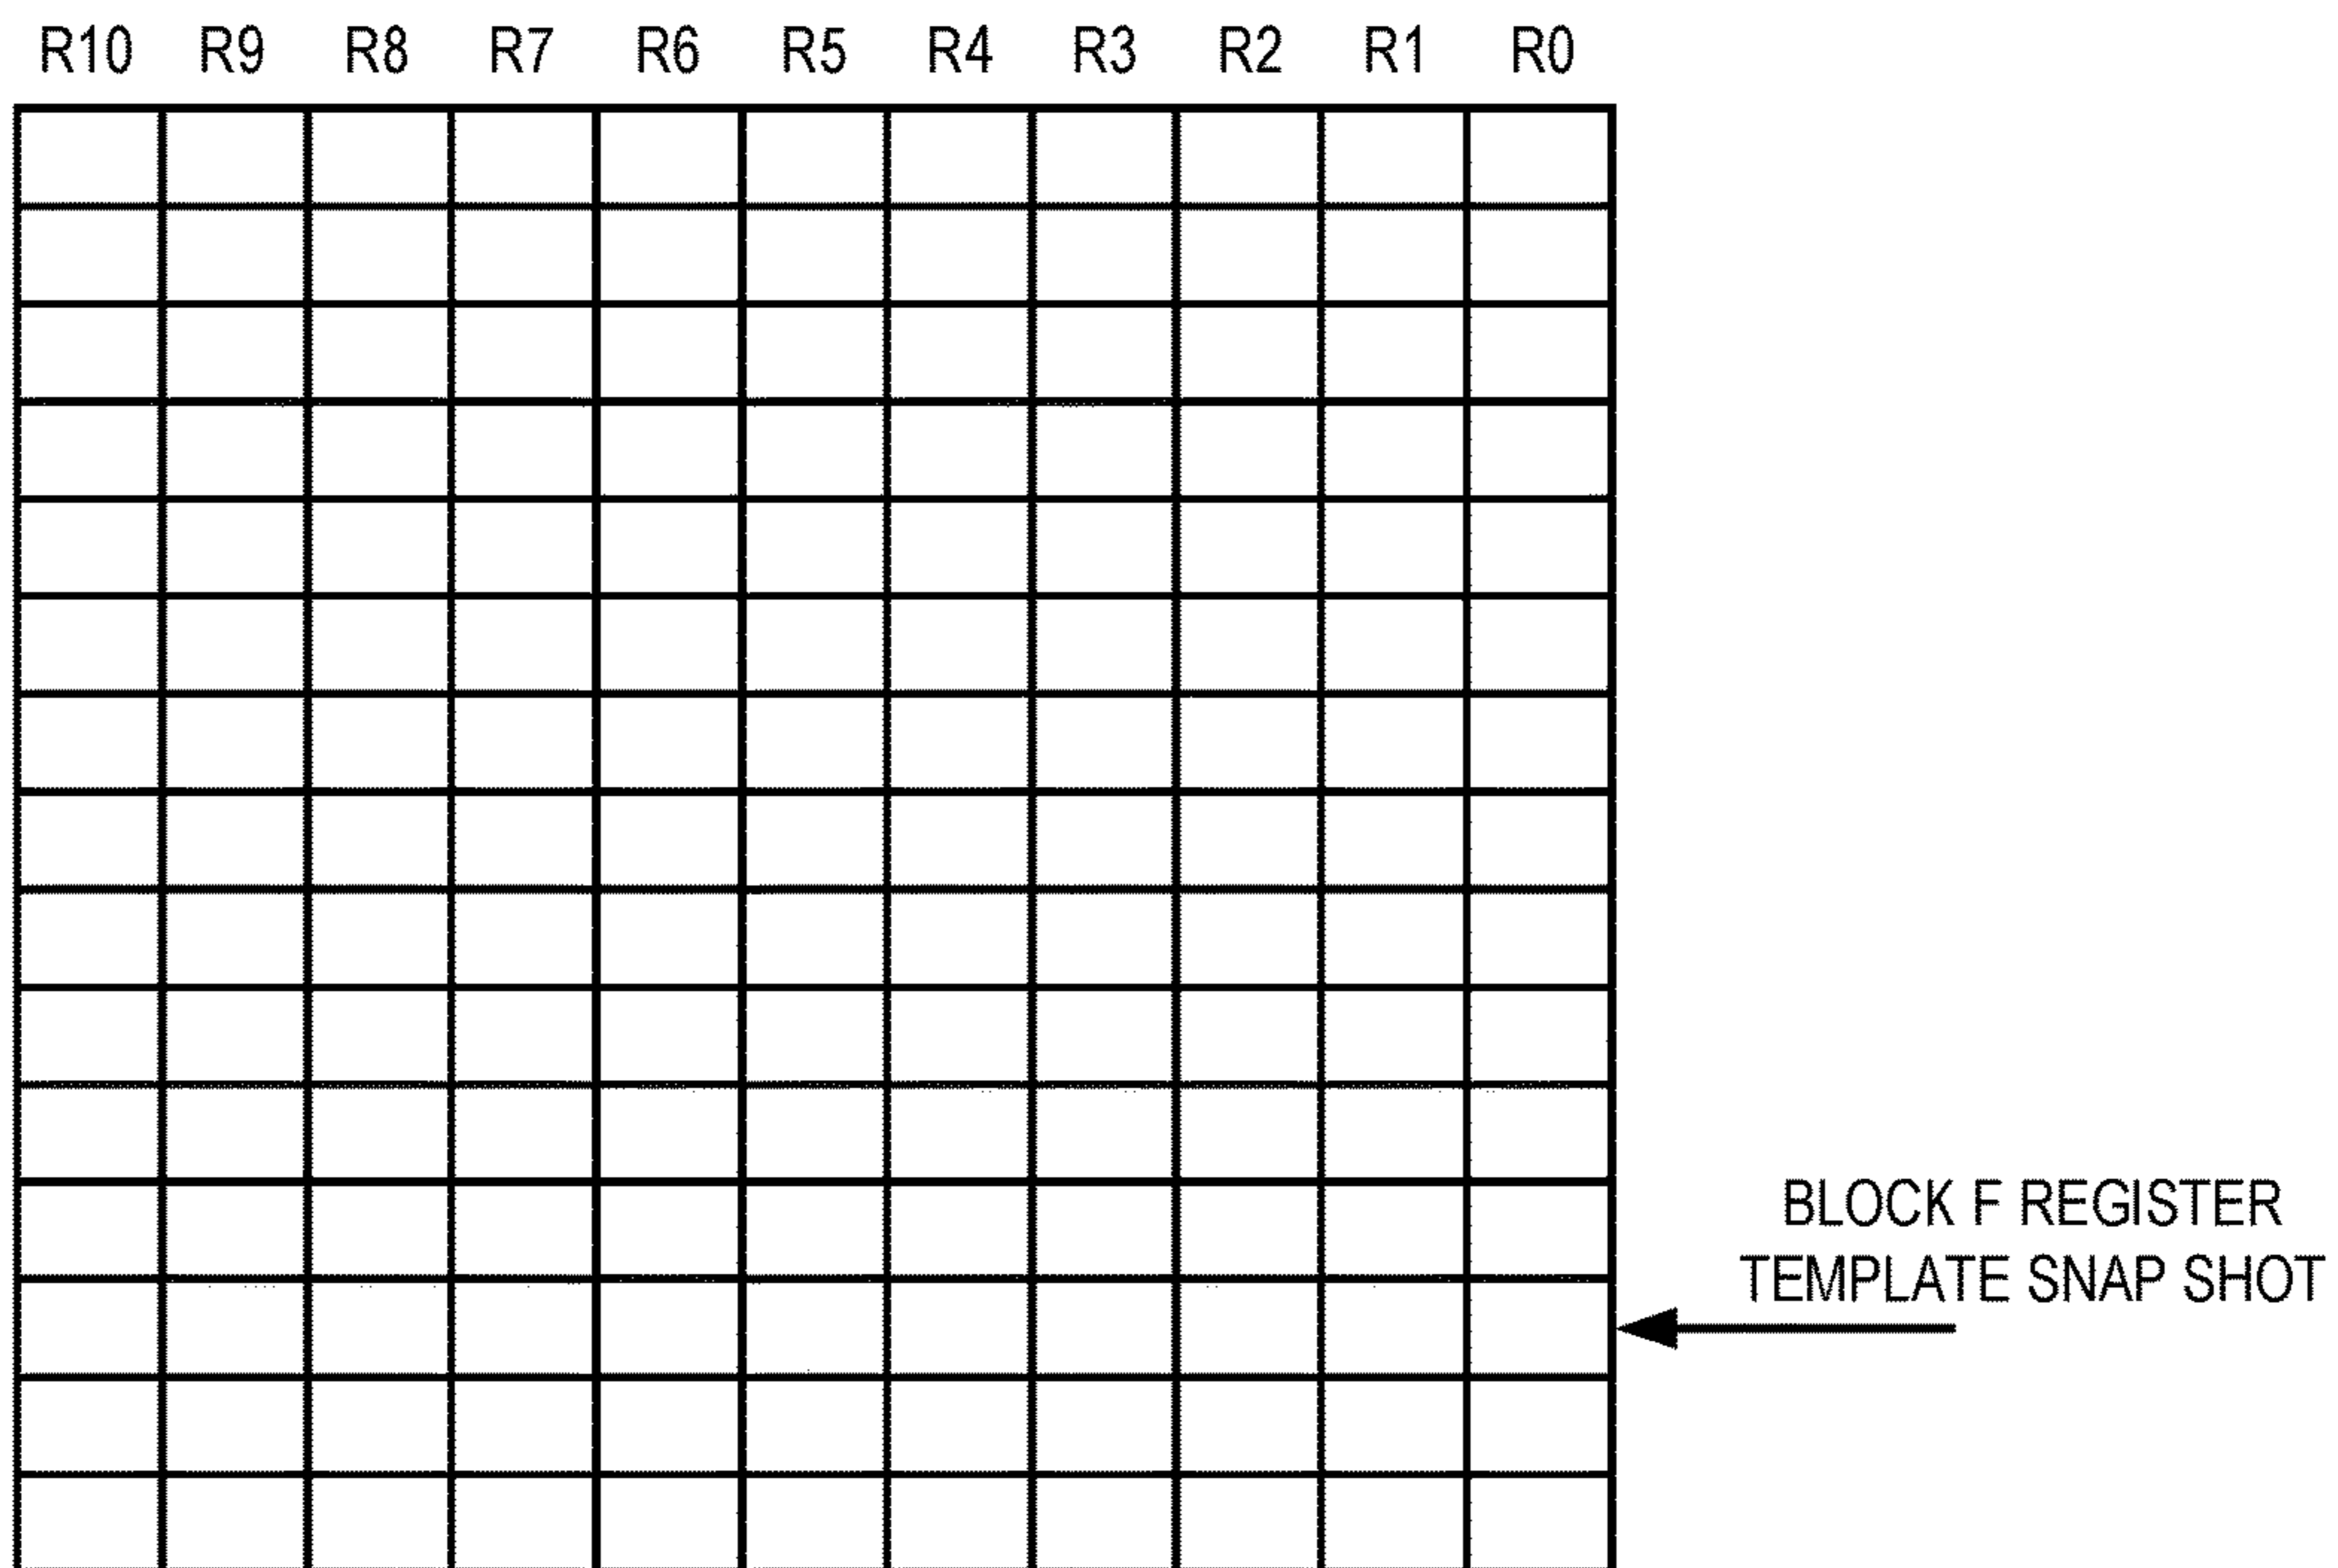 R10 R9 R8 R7 R6 R5 R4 R3 R2 R1 R0
BLOCK F REGISTER
TEMPLATE SNAP SHOT